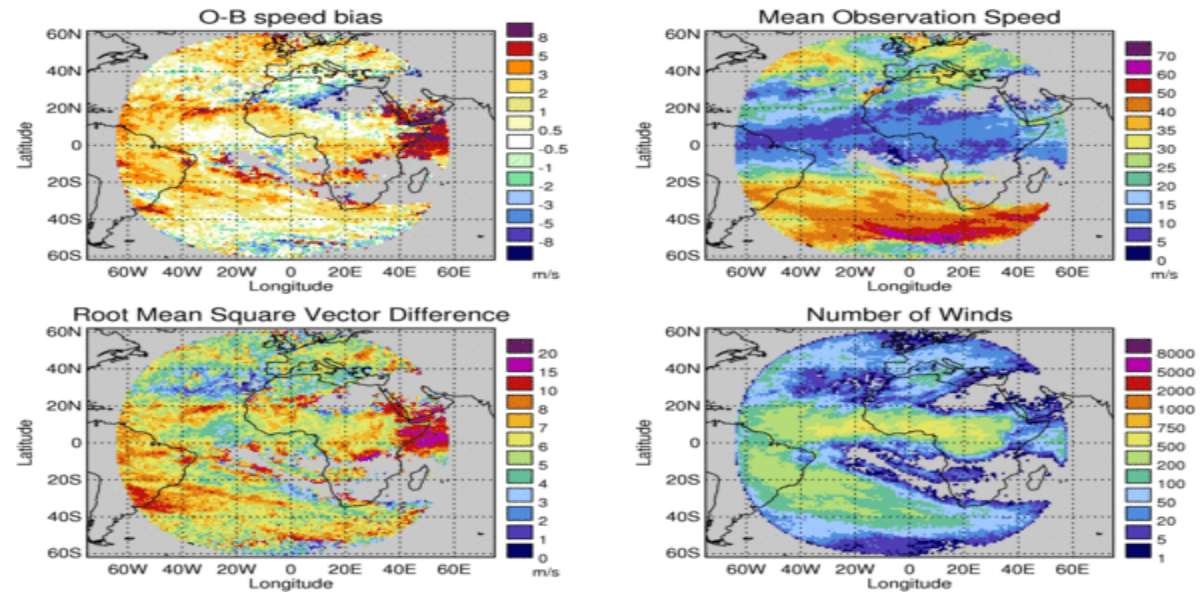 O-B speed bias
60N
40N
20N
0
20S
40S
60S
Latitude
60W 40W 20W 0 20E 40E 60E
Longitude
8
5
3
2
1
0.5
-0.5
-1
-2
-3
-5
-8
m/s
Mean Observation Speed
60N
40N
20N
0
20S
40S
60S
Latitude
60W 40W 20W 0 20E 40E 60E
Longitude
70
60
50
40
35
30
25
20
15
10
5
0
m/s
Root Mean Square Vector Difference
60N
40N
20N
0
20S
40S
60S
Latitude
60W 40W 20W 0 20E 40E 60E
Longitude
20
15
10
8
7
6
5
4
3
2
1
0
m/s
Number of Winds
60N
40N
20N
0
20S
40S
60S
Latitude
60W 40W 20W 0 20E 40E 60E
Longitude
8000
5000
2000
1000
750
500
200
100
50
20
5
1